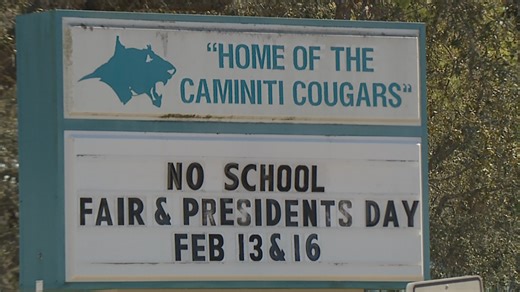 "HOME OF THE
CAMINITI COUGARS"
NO SCHOOL
FAIR & PRESIDENTS DAY
FEB 13 & 16